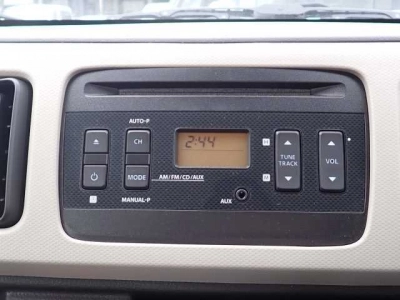 AUTO-P
2:44
CH
TUNE
TRACK
VOL
MODE
AM/FM/CD/AUX
MANUAL-P
AUX